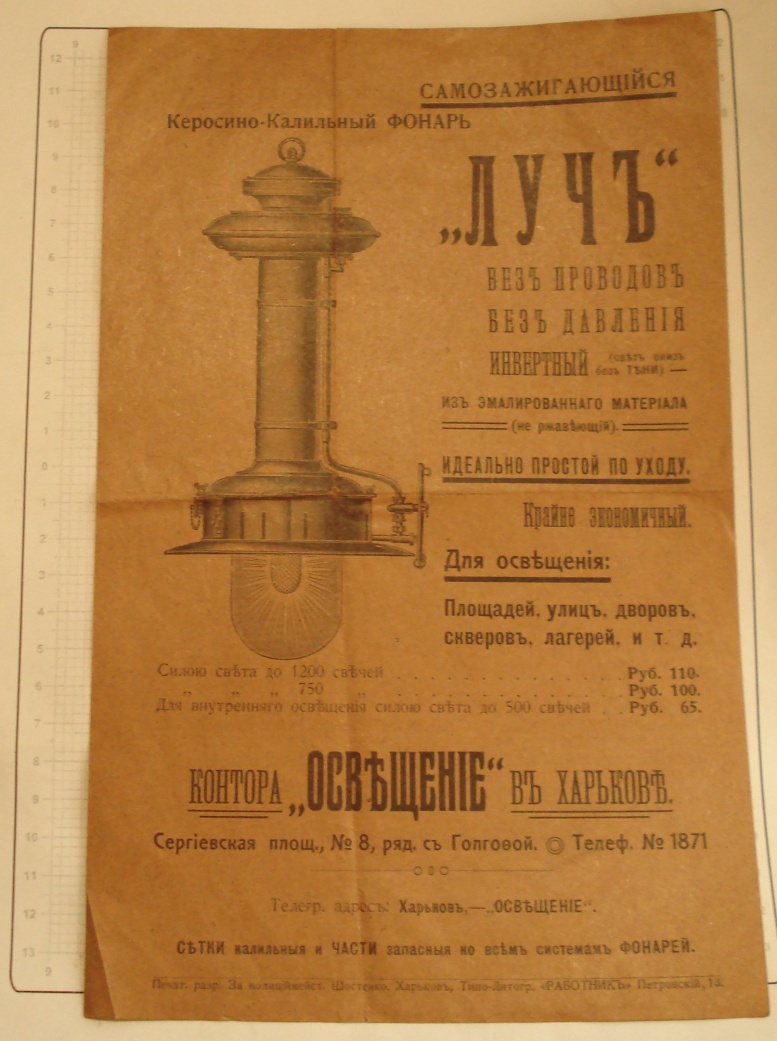 САМОЗАЖИГАЮЩІЙСЯ
Керосино-Калильный ФОНАРЬ
„ЛУЧЪ“
БЕЗЪ ПРОВОДОВЪ
БЕЗЪ ДАВЛЕНІЯ
ИНВЕРТНЫЙ (свѣтъ внизъ
безъ ТѢНИ) —
ИЗЪ ЭМАЛИРОВАННАГО МАТЕРІАЛА
(не ржавѣющій).
ИДЕАЛЬНО ПРОСТОЙ ПО УХОДУ.
Крайне экономичный.
Для освѣщенія:
Площадей, улицъ, дворовъ,
скверовъ, лагерей, и т. д.
Силою свѣта до 1200 свѣчей . . . . . . . . . . . . Руб. 110.
„ „ „ 750 „ . . . . . . . . . . . . . Руб. 100.
Для внутренняго освѣщенія силою свѣта до 500 свѣчей . . Руб. 65.
КОНТОРА „ОСВѢЩЕНІЕ“ ВЪ ХАРЬКОВѢ.
Сергіевская площ., № 8, ряд. съ Голгоѳой. Телеф. № 1871
Телегр. адресъ: Харьковъ,—„ОСВѢЩЕНІЕ“.
СѢТКИ калильныя и ЧАСТИ запасныя ко всѣмъ системамъ ФОНАРЕЙ.
Печат. разр. За полиціймейст. Шостенко, Харьковъ, Типо-Литогр. «РАБОТНИКЪ» Петровскій,